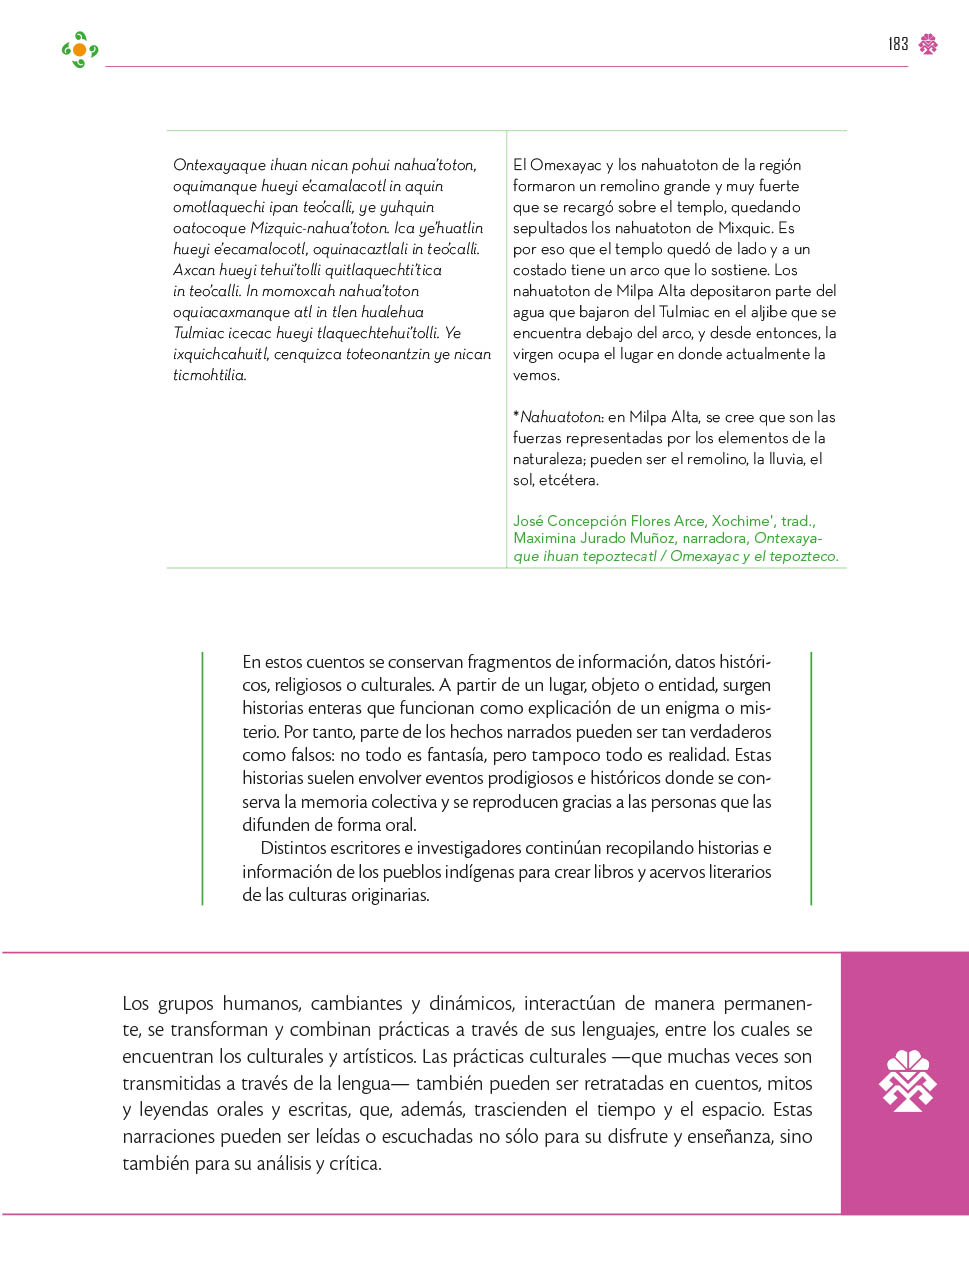 183
Ontexayaque ihuan nican pohui nahua’toton,
oquimanque hueyi e’camalacotl in aquin
omotlaquechi ipan teo’calli, ye yuhquin
oatocoque Mizquic-nahua’toton. Ica ye’huatlin
hueyi e’ecamalocotl, oquinacaztlali in teo’calli.
Axcan hueyi tehui’tolli quitlaquechti’tica
in teo’calli. In momoxcah nahua’toton
oquiacaxmanque atl in tlen hualehua
Tulmiac icecac hueyi tlaquechtehui’tolli. Ye
ixquichcahuitl, cenquizca toteonantzin ye nican
ticmohtilia.
El Omexayac y los nahuatoton de la región
formaron un remolino grande y muy fuerte
que se recargó sobre el templo, quedando
sepultados los nahuatoton de Mixquic. Es
por eso que el templo quedó de lado y a un
costado tiene un arco que lo sostiene. Los
nahuatoton de Milpa Alta depositaron parte del
agua que bajaron del Tulmiac en el aljibe que se
encuentra debajo del arco, y desde entonces, la
virgen ocupa el lugar en donde actualmente la
vemos.
*Nahuatoton: en Milpa Alta, se cree que son las
fuerzas representadas por los elementos de la
naturaleza; pueden ser el remolino, la lluvia, el
sol, etcétera.
José Concepción Flores Arce, Xochime’, trad.,
Maximina Jurado Muñoz, narradora, Ontexaya-
que ihuan tepoztecatl / Omexayac y el tepozteco.
En estos cuentos se conservan fragmentos de información, datos históri-
cos, religiosos o culturales. A partir de un lugar, objeto o entidad, surgen
historias enteras que funcionan como explicación de un enigma o mis-
terio. Por tanto, parte de los hechos narrados pueden ser tan verdaderos
como falsos: no todo es fantasía, pero tampoco todo es realidad. Estas
historias suelen envolver eventos prodigiosos e históricos donde se con-
serva la memoria colectiva y se reproducen gracias a las personas que las
difunden de forma oral.
Distintos escritores e investigadores continúan recopilando historias e
información de los pueblos indígenas para crear libros y acervos literarios
de las culturas originarias.
Los grupos humanos, cambiantes y dinámicos, interactúan de manera permanen-
te, se transforman y combinan prácticas a través de sus lenguajes, entre los cuales se
encuentran los culturales y artísticos. Las prácticas culturales —que muchas veces son
transmitidas a través de la lengua— también pueden ser retratadas en cuentos, mitos
y leyendas orales y escritas, que, además, trascienden el tiempo y el espacio. Estas
narraciones pueden ser leídas o escuchadas no sólo para su disfrute y enseñanza, sino
también para su análisis y crítica.